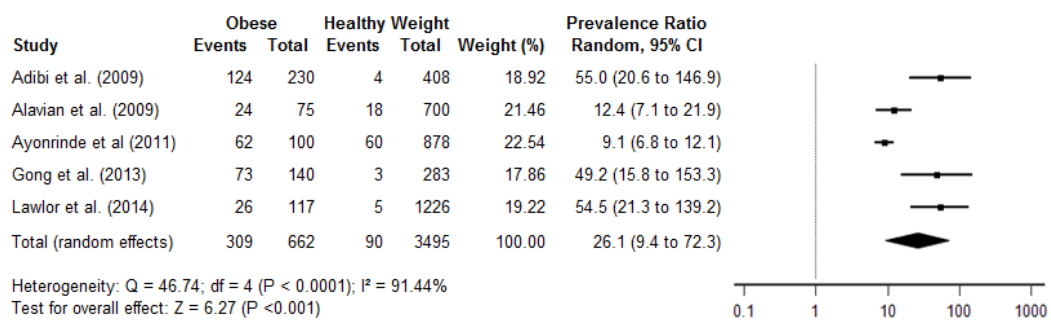 Obese Healthy Weight Prevalence Ratio
Study Events Total Events Total Weight (%) Random, 95% CI
Adibi et al. (2009) 124 230 4 408 18.92 55.0 (20.6 to 146.9)
Alavian et al. (2009) 24 75 18 700 21.46 12.4 (7.1 to 21.9)
Ayonrinde et al (2011) 62 100 60 878 22.54 9.1 (6.8 to 12.1)
Gong et al. (2013) 73 140 3 283 17.86 49.2 (15.8 to 153.3)
Lawlor et al. (2014) 26 117 5 1226 19.22 54.5 (21.3 to 139.2)
Total (random effects) 309 662 90 3495 100.00 26.1 (9.4 to 72.3)
Heterogeneity: Q = 46.74; df = 4 (P < 0.0001); I² = 91.44%
Test for overall effect: Z = 6.27 (P <0.001)
0.1 1 10 100 1000